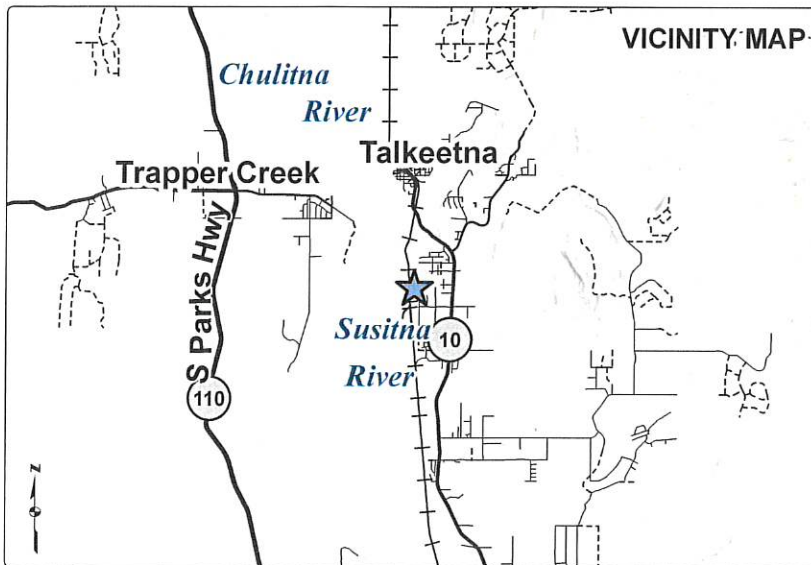 VICINITY MAP
Chulitna
River
Talkeetna
Trapper Creek
S Parks Hwy
Susitna
River
10
110
N